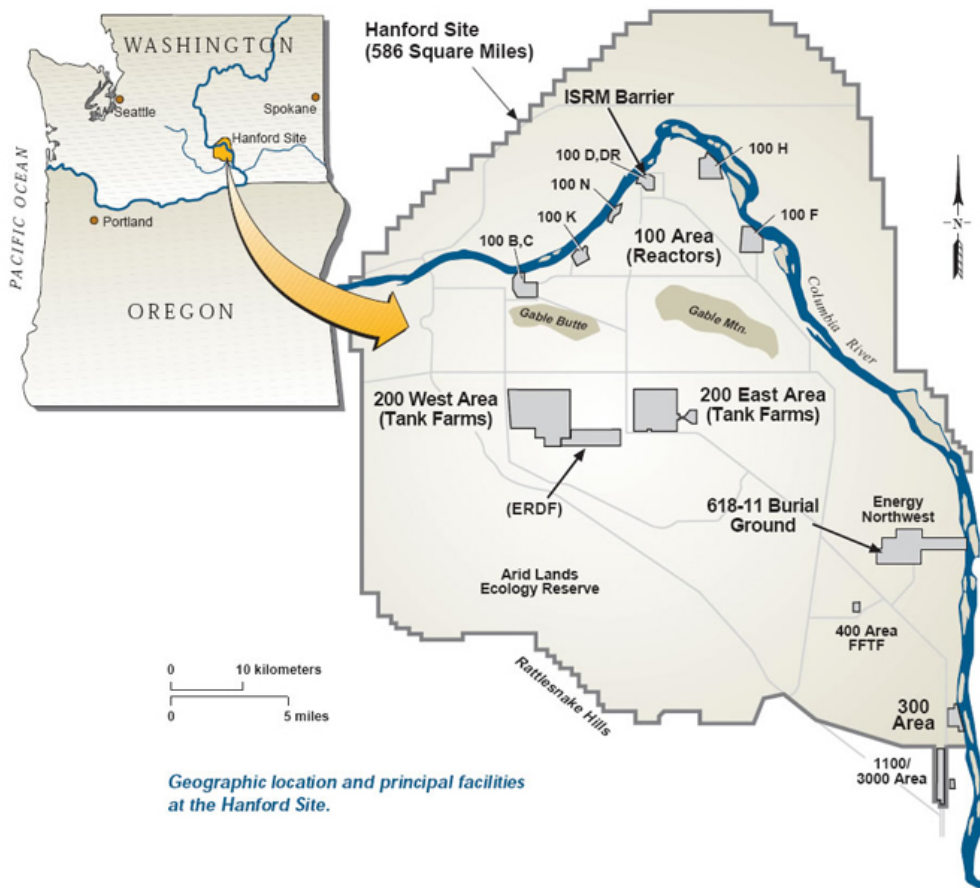 WASHINGTON
Seattle
Spokane
Hanford Site
PACIFIC OCEAN
Portland
OREGON
Hanford Site
(586 Square Miles)
ISRM Barrier
100 D,DR
100 H
100 N
100 K
100 F
100 B,C
100 Area
(Reactors)
N
Gable Butte
Gable Mtn.
Columbia
River
200 West Area
(Tank Farms)
200 East Area
(Tank Farms)
(ERDF)
618-11 Burial
Ground
Energy
Northwest
Arid Lands
Ecology Reserve
400 Area
FFTF
Rattlesnake Hills
300
Area
1100/
3000 Area
0 10 kilometers
0 5 miles
Geographic location and principal facilities
at the Hanford Site.